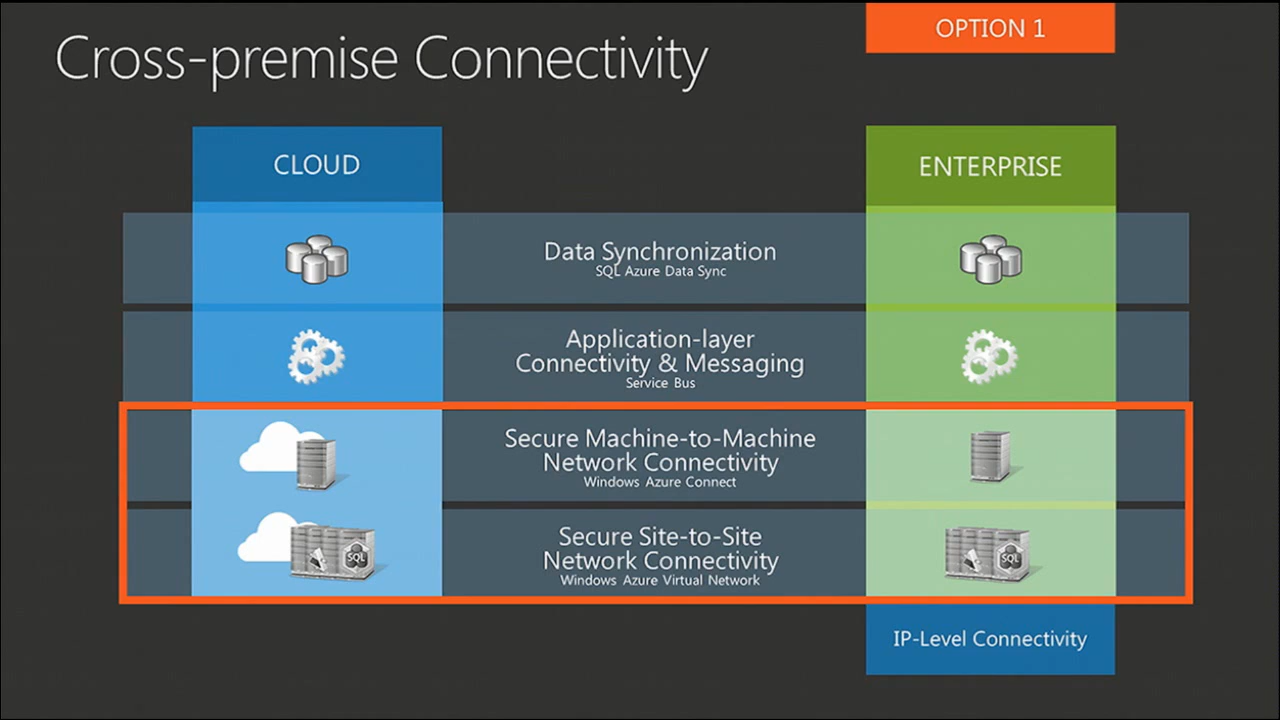 OPTION 1
Cross-premise Connectivity
CLOUD
ENTERPRISE
Data Synchronization
SQL Azure Data Sync
Application-layer
Connectivity & Messaging
Service Bus
Secure Machine-to-Machine
Network Connectivity
Windows Azure Connect
Secure Site-to-Site
Network Connectivity
Windows Azure Virtual Network
SQL
SQL
IP-Level Connectivity